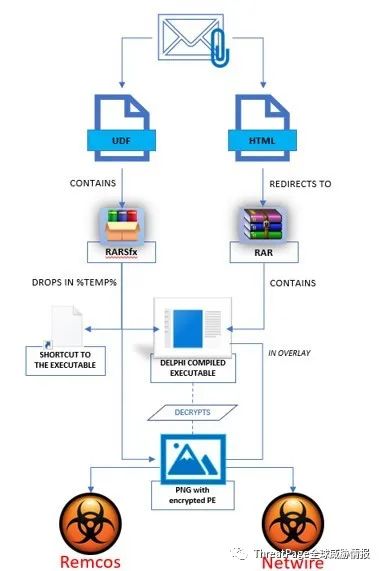 UDF
HTML
CONTAINS
REDIRECTS TO
RARSfx
RAR
DROPS IN %TEMP%
CONTAINS
SHORTCUT TO
THE EXECUTABLE
DELPHI COMPILED
EXECUTABLE
IN OVERLAY
DECRYPTS
PNG with
encrypted PE
Remcos
Netwire
ThreatPage全球威胁情报